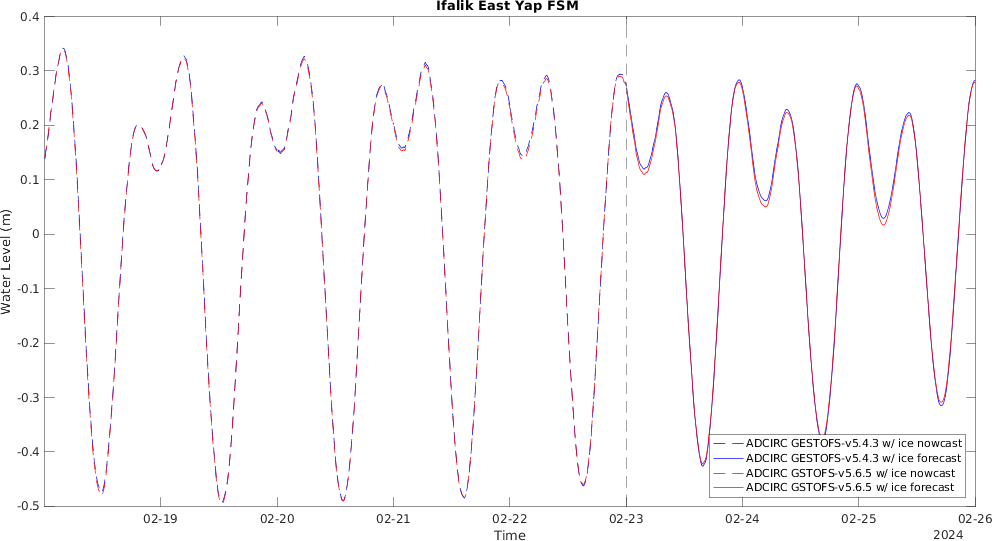 Ifalik East Yap FSM
0.4
0.3
0.2
0.1
0
-0.1
-0.2
-0.3
-0.4
-0.5
Water Level (m)
ADCIRC GESTOFS-v5.4.3 w/ ice nowcast
ADCIRC GESTOFS-v5.4.3 w/ ice forecast
ADCIRC GSTOFS-v5.6.5 w/ ice nowcast
ADCIRC GSTOFS-v5.6.5 w/ ice forecast
02-19 02-20 02-21 02-22 02-23 02-24 02-25 02-26
Time
2024